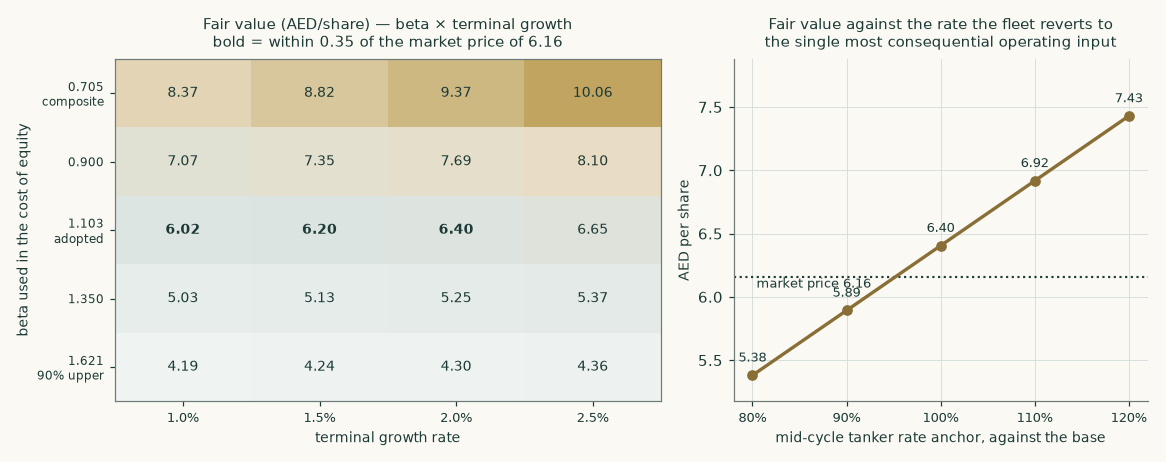 Fair value (AED/share) — beta × terminal growth
bold = within 0.35 of the market price of 6.16
beta used in the cost of equity
0.705
composite
8.37 8.82 9.37 10.06
0.900
7.07 7.35 7.69 8.10
1.103
adopted
6.02 6.20 6.40 6.65
1.350
5.03 5.13 5.25 5.37
1.621
90% upper
4.19 4.24 4.30 4.36
1.0% 1.5% 2.0% 2.5%
terminal growth rate
Fair value against the rate the fleet reverts to
the single most consequential operating input
AED per share
7.5
7.0
6.5
6.0
5.5
7.43
6.92
6.40
market price 6.16
5.89
5.38
80% 90% 100% 110% 120%
mid-cycle tanker rate anchor, against the base